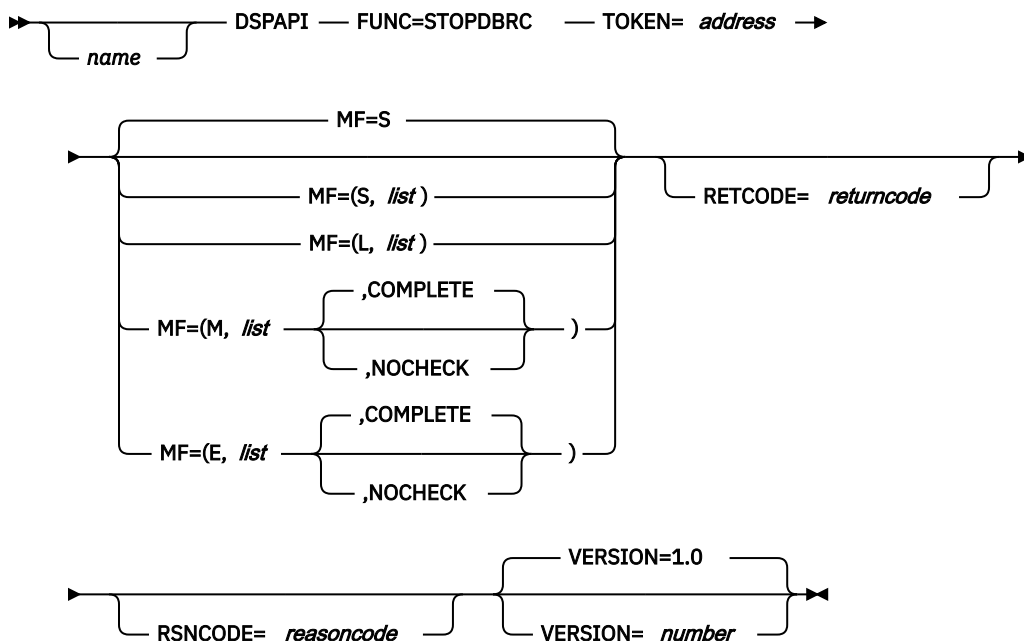 DSPAPI FUNC=STOPDBRC TOKEN= address
name
MF=S
MF=(S, list )
RETCODE= returncode
MF=(L, list )
,COMPLETE
MF=(M, list )
,NOCHECK
,COMPLETE
MF=(E, list )
,NOCHECK
VERSION=1.0
RSNCODE= reasoncode VERSION= number